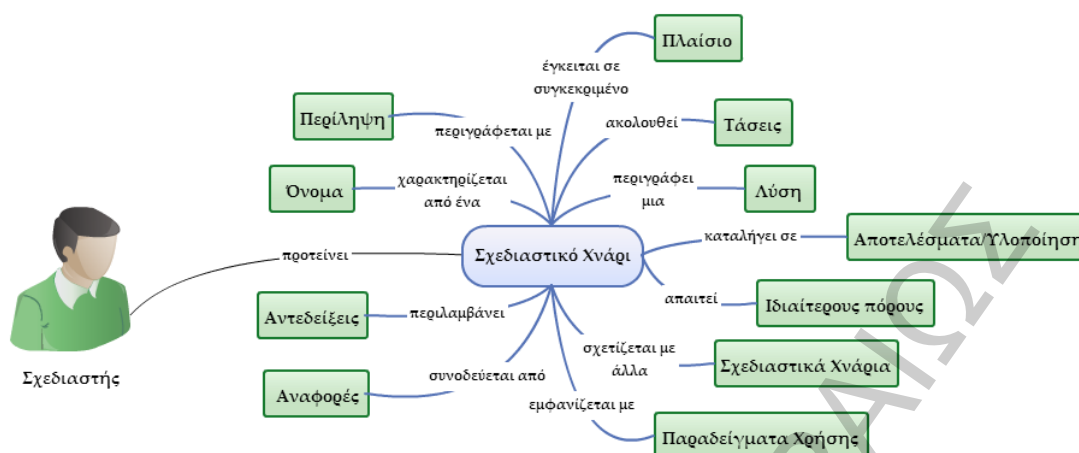 Πλαίσιο
έγκειται σε
συγκεκριμένο
Περίληψη
περιγράφεται με
ακολουθεί
Τάσεις
Όνομα
χαρακτηρίζεται
από ένα
περιγράφει
μια
Λύση
προτείνει
Σχεδιαστικό Χνάρι
καταλήγει σε
Αποτελέσματα/Υλοποίηση
απαιτεί
Ιδιαίτερους πόρους
Αντεδείξεις
περιλαμβάνει
σχετίζεται με
άλλα
Σχεδιαστικά Χνάρια
Σχεδιαστής
Αναφορές
συνοδεύεται από
εμφανίζεται με
Παραδείγματα Χρήσης